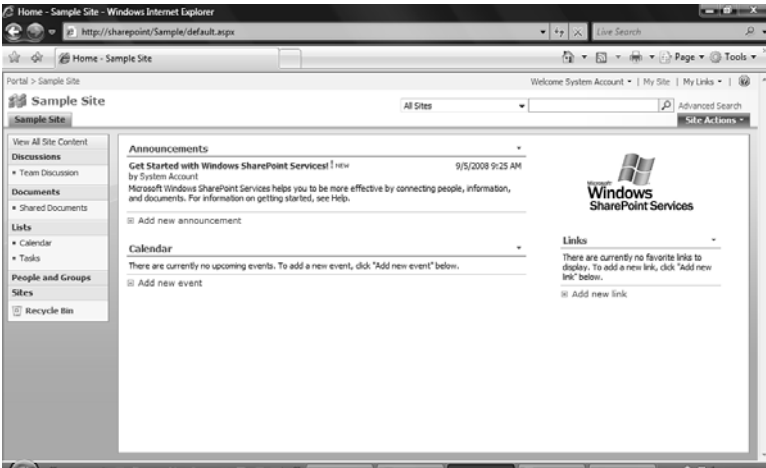 Home - Sample Site - Windows Internet Explorer
http://sharepoint/Sample/default.aspx
Live Search
Home - Sample Site
Page
Tools
Portal > Sample Site
Welcome System Account
My Site | My Links
Sample Site
All Sites
Advanced Search
Sample Site
Site Actions
View All Site Content
Discussions
Team Discussion
Documents
Shared Documents
Lists
Calendar
Tasks
People and Groups
Sites
Recycle Bin
Announcements
Get Started with Windows SharePoint Services! NEW
9/5/2008 9:25 AM
by System Account
Microsoft Windows SharePoint Services helps you to be more effective by connecting people, information,
and documents. For information on getting started, see Help.
Add new announcement
Calendar
There are currently no upcoming events. To add a new event, click "Add new event" below.
Add new event
Microsoft
Windows
SharePoint Services
Links
There are currently no favorite links to
display. To add a new link, click "Add new
link" below.
Add new link